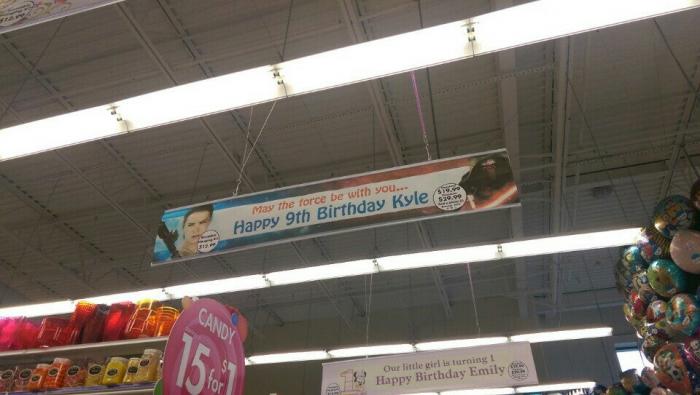 May the force be with you...
Happy 9th Birthday Kyle
$19.99
$29.99
$12.99
CANDY
15 for $1
Our little girl is turning 1
Happy Birthday Emily